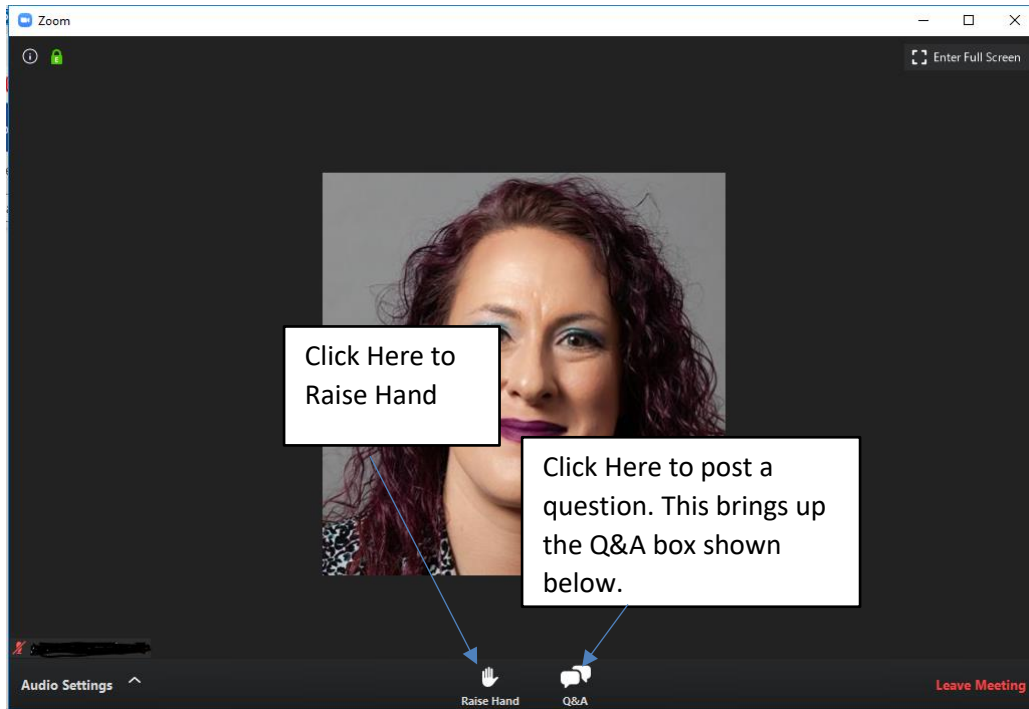 Zoom
Enter Full Screen
Click Here to
Raise Hand
Click Here to post a
question. This brings up
the Q&A box shown
below.
Audio Settings
Raise Hand
Q&A
Leave Meeting